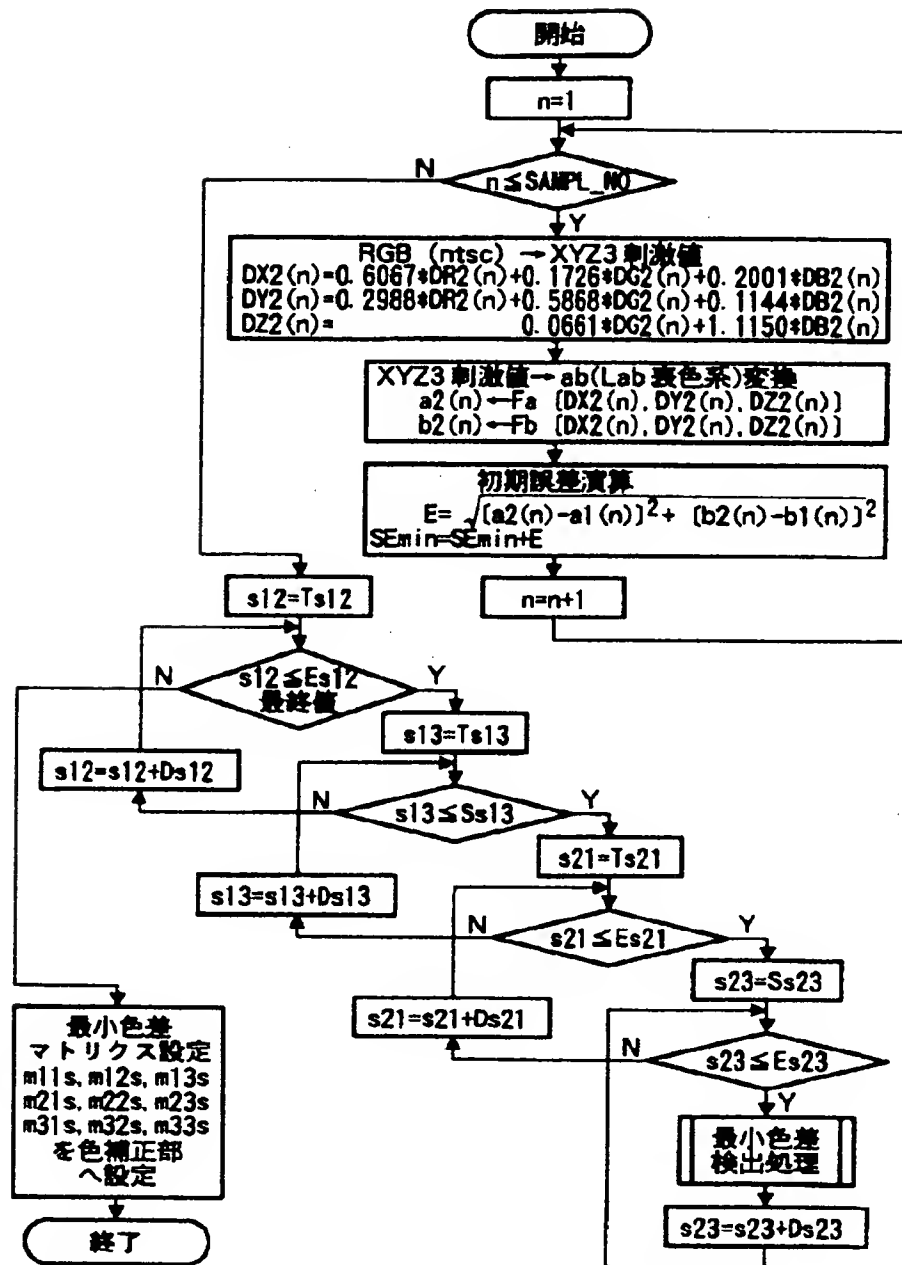 開始
n=1
n≦SAMPL_NO
N
Y
RGB (ntsc) →XYZ3刺激値
DX2(n)=0.6067*DR2(n)+0.1726*DG2(n)+0.2001*DB2(n)
DY2(n)=0.2988*DR2(n)+0.5868*DG2(n)+0.1144*DB2(n)
DZ2(n)= 0.0661*DG2(n)+1.1150*DB2(n)
XYZ3刺激値→ab(Lab表色系)変換
a2(n)←Fa [DX2(n),DY2(n),DZ2(n)]
b2(n)←Fb [DX2(n),DY2(n),DZ2(n)]
初期誤差演算
E= √[a2(n)-a1(n)]²+ [b2(n)-b1(n)]²
SEmin=SEmin+E
n=n+1
s12=Ts12
s12≦Es12
最終値
N
Y
s13=Ts13
s12=s12+Ds12
s13≦Ss13
N
Y
s21=Ts21
s13=s13+Ds13
s21≦Es21
N
Y
s23=Ss23
s21=s21+Ds21
s23≦Es23
N
Y
最小色差
検出処理
s23=s23+Ds23
最小色差
マトリクス設定
m11s,m12s,m13s
m21s,m22s,m23s
m31s,m32s,m33s
を色補正部
へ設定
終了